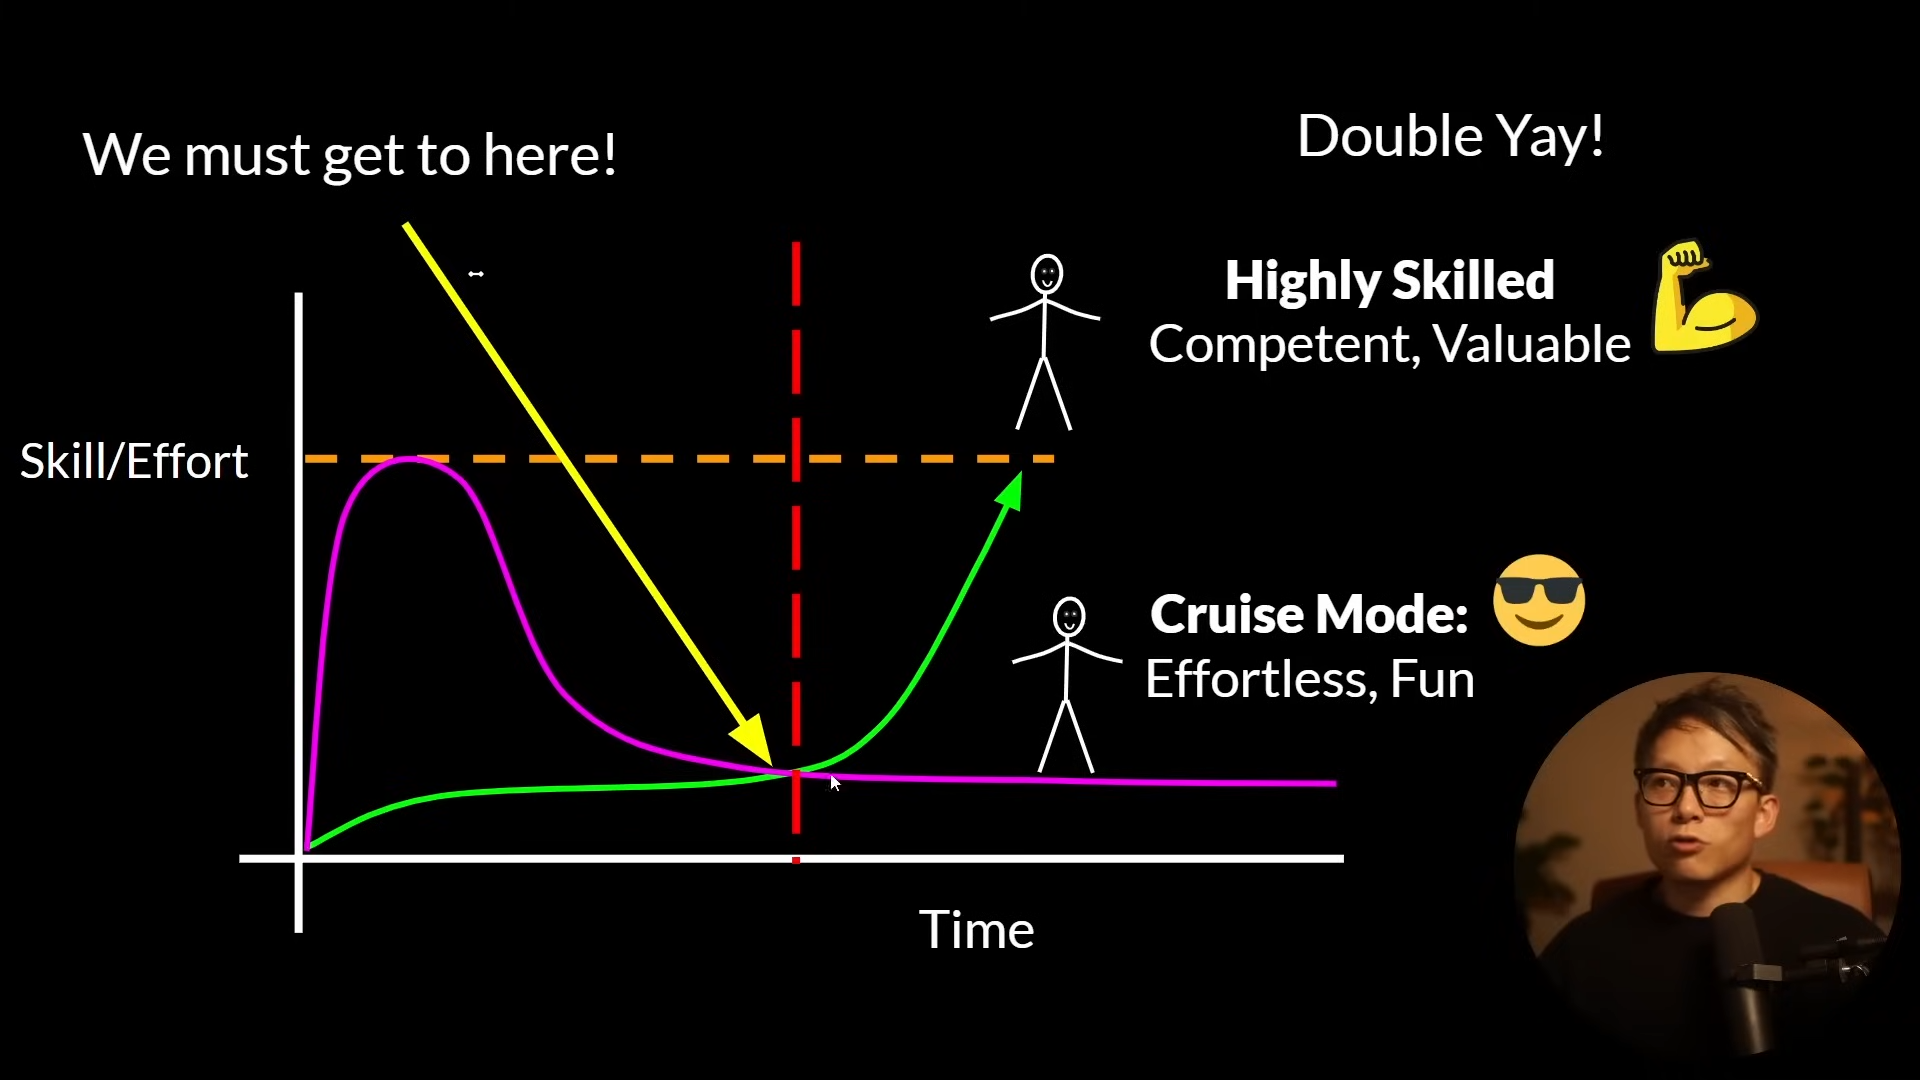 We must get to here!
Double Yay!
Highly Skilled
Competent, Valuable
Skill/Effort
Cruise Mode:
Effortless, Fun
Time